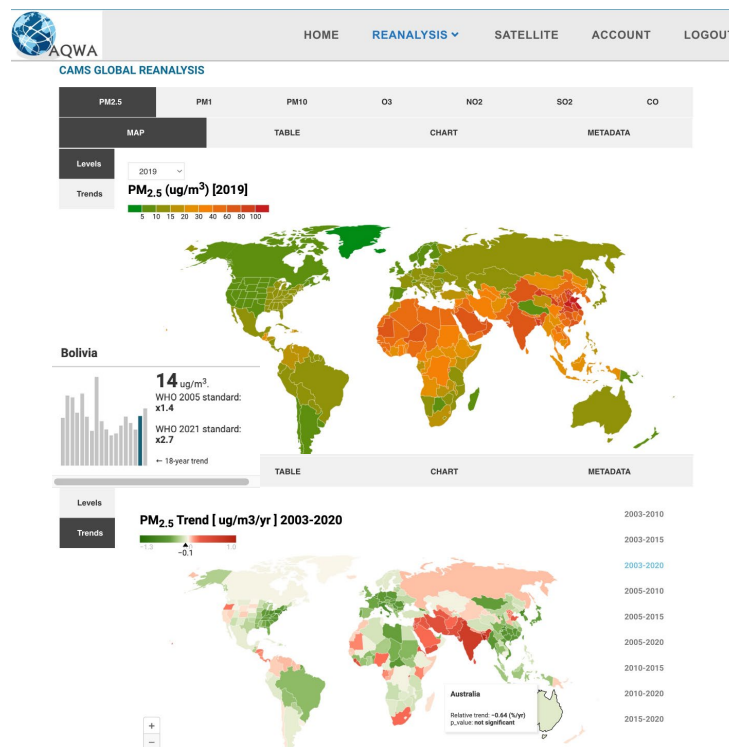 AQWA
HOME REANALYSIS SATELLITE ACCOUNT LOGOUT
CAMS GLOBAL REANALYSIS
PM2.5 PM1 PM10 O3 NO2 SO2 CO
MAP TABLE CHART METADATA
Levels
Trends
2019
PM2.5 (ug/m3) [2019]
5 10 15 20 30 40 60 80 100
Bolivia
14 ug/m3.
WHO 2005 standard:
x1.4
WHO 2021 standard:
x2.7
← 18-year trend
TABLE CHART METADATA
Levels
Trends
PM2.5 Trend [ ug/m3/yr ] 2003-2020
−1.3 1.0
−0.1
2003-2010
2003-2015
2003-2020
2005-2010
2005-2015
2005-2020
2010-2015
2010-2020
2015-2020
Australia
Relative trend: −0.64 (%/yr)
p_value: not significant
+
−